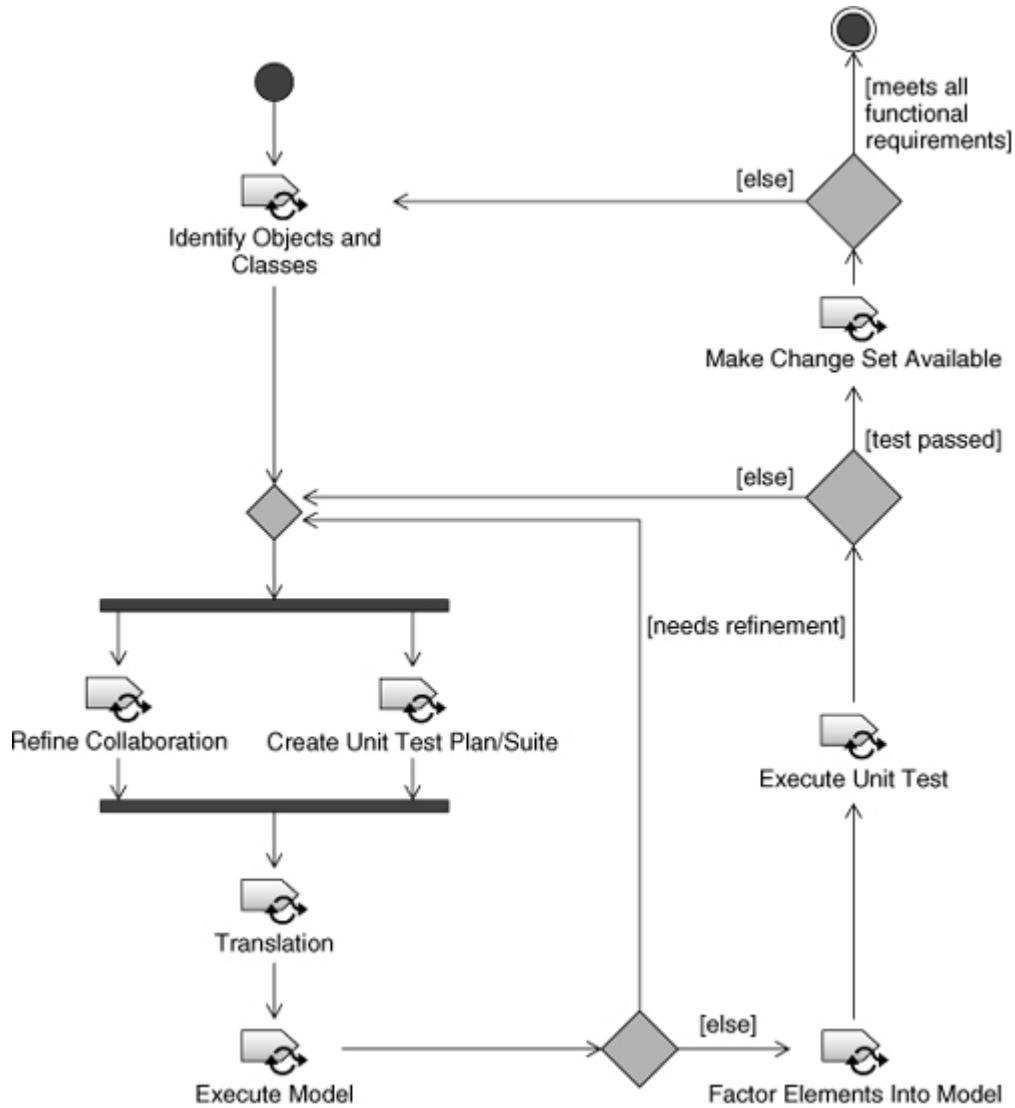 [meets all
functional
requirements]
[else]
Identify Objects and
Classes
Make Change Set Available
[test passed]
[else]
[needs refinement]
Refine Collaboration
Create Unit Test Plan/Suite
Execute Unit Test
Translation
[else]
Execute Model
Factor Elements Into Model